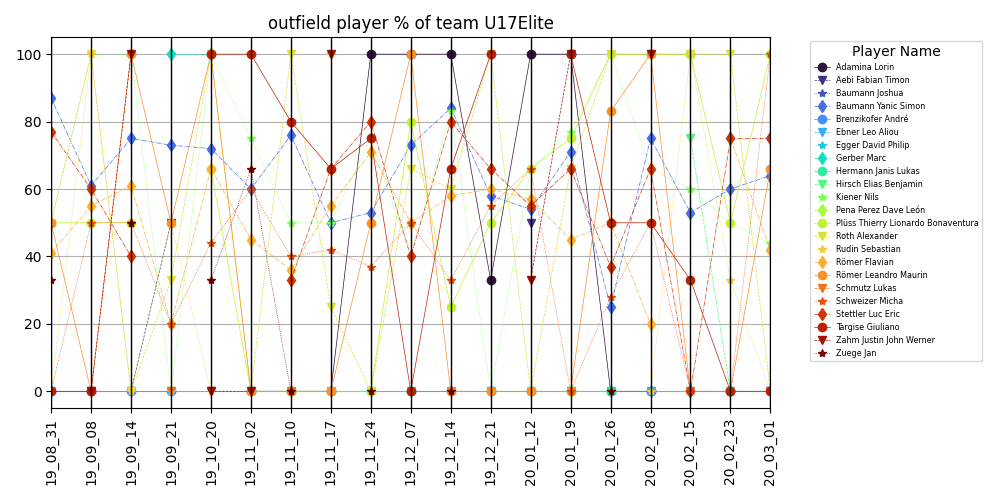 outfield player % of team U17Elite
100
80
60
40
20
0
19_08_31
19_09_08
19_09_14
19_09_21
19_10_20
19_11_02
19_11_10
19_11_17
19_11_24
19_12_07
19_12_14
19_12_21
20_01_12
20_01_19
20_01_26
20_02_08
20_02_15
20_02_23
20_03_01
Player Name
Adamina Lorin
Aebi Fabian Timon
Baumann Joshua
Baumann Yanic Simon
Brenzikofer André
Ebner Leo Aliou
Egger David Philip
Gerber Marc
Hermann Janis Lukas
Hirsch Elias Benjamin
Kiener Nils
Pena Perez Dave León
Plüss Thierry Lionardo Bonaventura
Roth Alexander
Rudin Sebastian
Römer Flavian
Römer Leandro Maurin
Schmutz Lukas
Schweizer Micha
Stettler Luc Eric
Targise Giuliano
Zahm Justin John Werner
Zuege Jan